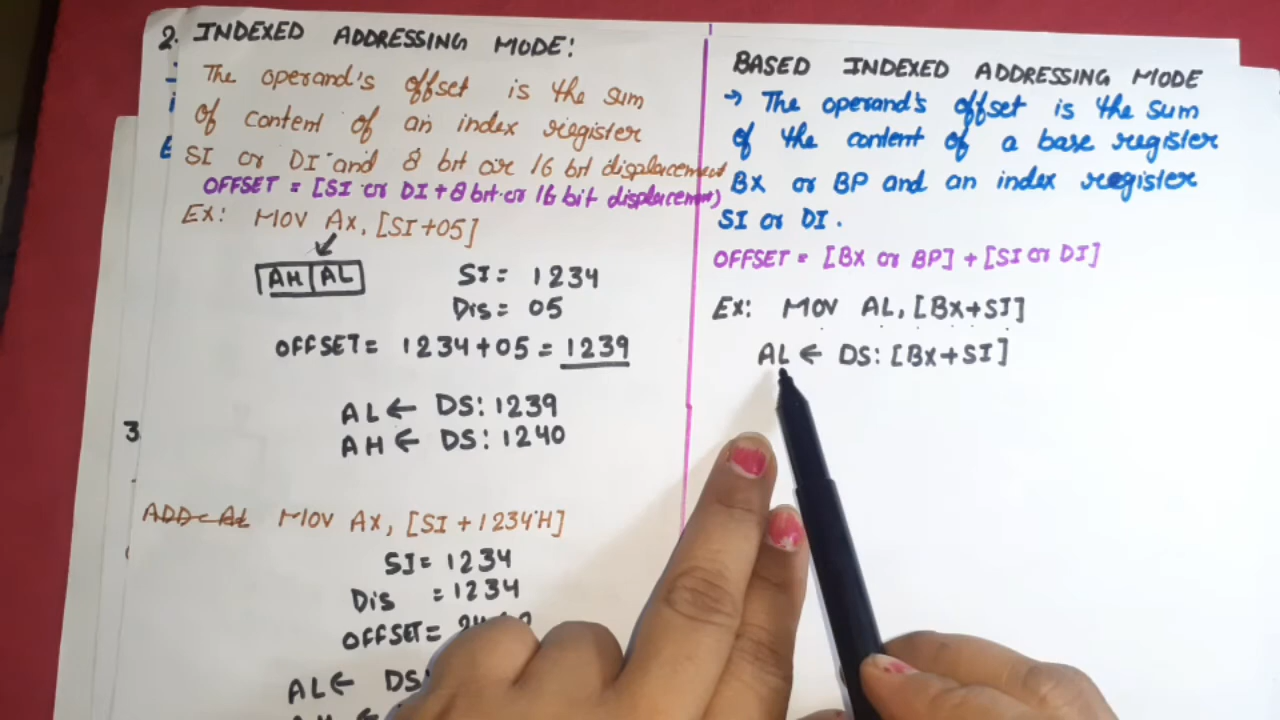 2. INDEXED ADDRESSING MODE:
The operand's offset is the sum
of content of an index register
SI or DI and 8 bit or 16 bit displacement
OFFSET = [SI or DI + 8 bit or 16 bit displacement)
Ex: MOV AX, [SI+05]
AH AL
SI = 1234
Dis = 05
OFFSET = 1234+05 = 1239
AL ← DS: 1239
AH ← DS: 1240
3
ADD AL MOV AX, [SI + 1234H]
SI = 1234
Dis = 1234
OFFSET =
AL ← DS
BASED INDEXED ADDRESSING MODE
→ The operand's offset is the sum
of the content of a base register
BX or BP and an index register
SI or DI.
OFFSET = [BX or BP] + [SI or DI]
Ex: MOV AL, [BX+SI]
AL ← DS: [BX+SI]